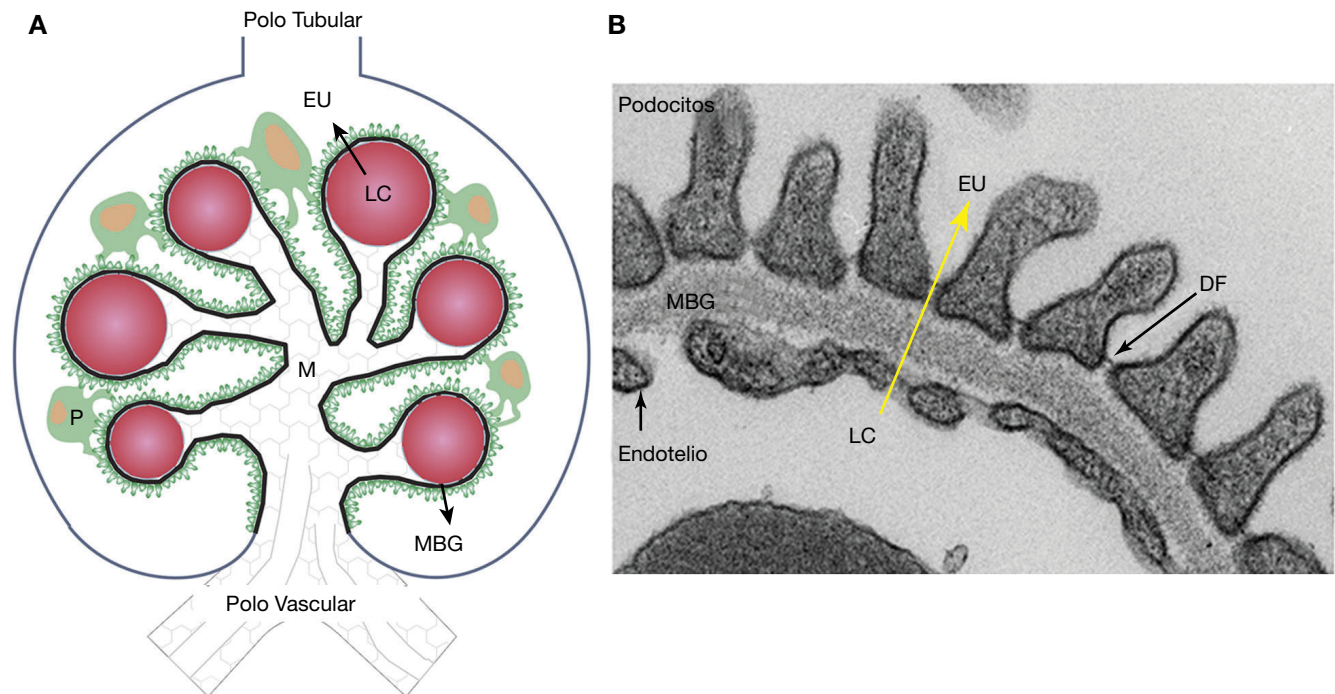 A
Polo Tubular
EU
LC
M
P
MBG
Polo Vascular
B
Podocitos
EU
MBG
DF
LC
Endotelio